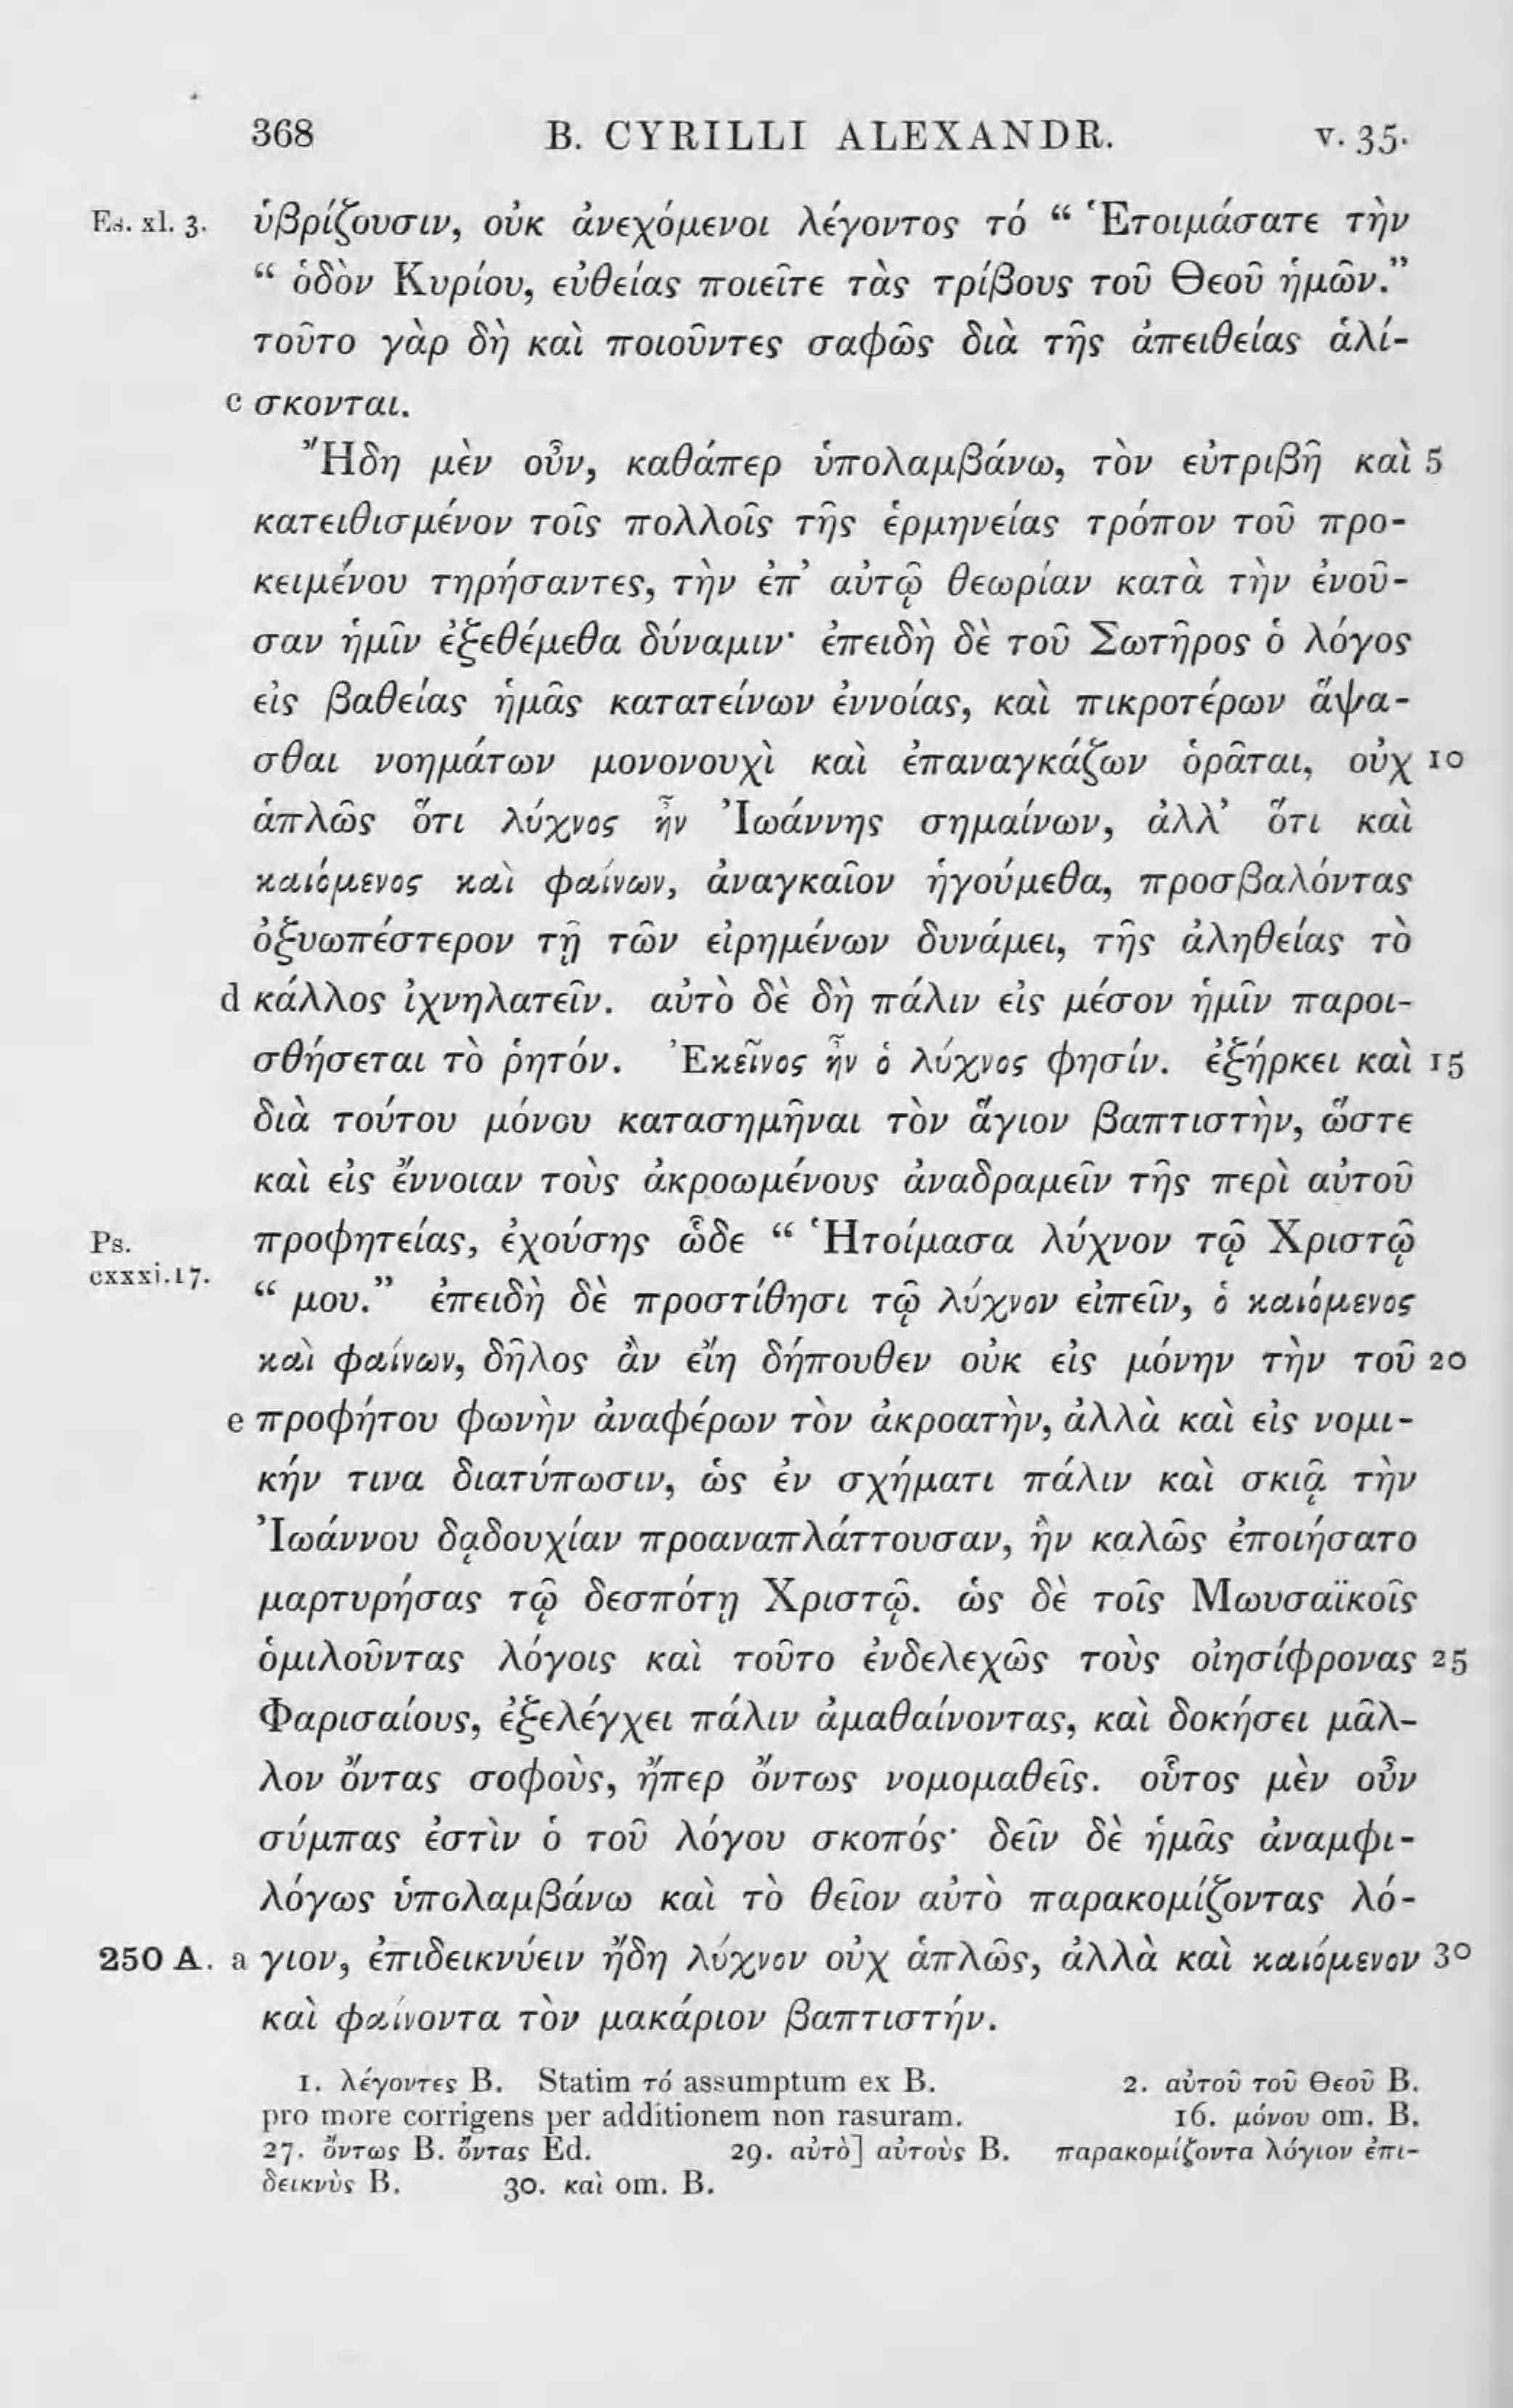 368 B. CYRILLI ALEXANDR. v. 35.
Es. xl. 3. ὑβρίζουσιν, οὐκ ἀνεχόμενοι λέγοντος τό “ Ἑτοιμάσατε τὴν
“ ὁδὸν Κυρίου, εὐθείας ποιεῖτε τὰς τρίβους τοῦ Θεοῦ ἡμῶν.”
τοῦτο γὰρ δὴ καὶ ποιοῦντες σαφῶς διὰ τῆς ἀπειθείας ἁλί-
c σκονται.
Ἤδη μὲν οὖν, καθάπερ ὑπολαμβάνω, τὸν εὐτριβῆ καὶ 5
κατειθισμένον τοῖς πολλοῖς τῆς ἑρμηνείας τρόπον τοῦ προ-
κειμένου τηρήσαντες, τὴν ἐπ’ αὐτῷ θεωρίαν κατὰ τὴν ἐνοῦ-
σαν ἡμῖν ἐξεθέμεθα δύναμιν· ἐπειδὴ δὲ τοῦ Σωτῆρος ὁ λόγος
εἰς βαθείας ἡμᾶς κατατείνων ἐννοίας, καὶ πικροτέρων ἅψα-
σθαι νοημάτων μονονουχὶ καὶ ἐπαναγκάζων ὁρᾶται, οὐχ 10
ἁπλῶς ὅτι λύχνος ἦν Ἰωάννης σημαίνων, ἀλλ’ ὅτι καὶ
καιόμενος καὶ φαίνων, ἀναγκαῖον ἡγούμεθα, προσβαλόντας
ὀξυωπέστερον τῇ τῶν εἰρημένων δυνάμει, τῆς ἀληθείας τὸ
d κάλλος ἰχνηλατεῖν. αὐτὸ δὲ δὴ πάλιν εἰς μέσον ἡμῖν παροι-
σθήσεται τὸ ῥητόν. Ἐκεῖνος ἦν ὁ λύχνος φησίν. ἐξήρκει καὶ 15
διὰ τούτου μόνου κατασημῆναι τὸν ἅγιον βαπτιστὴν, ὥστε
καὶ εἰς ἔννοιαν τοὺς ἀκροωμένους ἀναδραμεῖν τῆς περὶ αὐτοῦ
Ps. cxxxi. 17. προφητείας, ἐχούσης ὧδε “ Ἡτοίμασα λύχνον τῷ Χριστῷ
“ μου.” ἐπειδὴ δὲ προστίθησι τῷ λύχνον εἰπεῖν, ὁ καιόμενος
καὶ φαίνων, δῆλος ἂν εἴη δήπουθεν οὐκ εἰς μόνην τὴν τοῦ 20
e προφήτου φωνὴν ἀναφέρων τὸν ἀκροατὴν, ἀλλὰ καὶ εἰς νομι-
κήν τινα διατύπωσιν, ὡς ἐν σχήματι πάλιν καὶ σκιᾷ τὴν
Ἰωάννου δᾳδουχίαν προαναπλάττουσαν, ἣν καλῶς ἐποιήσατο
μαρτυρήσας τῷ δεσπότῃ Χριστῷ. ὡς δὲ τοῖς Μωυσαϊκοῖς
ὁμιλοῦντας λόγοις καὶ τοῦτο ἐνδελεχῶς τοὺς οἰησίφρονας 25
Φαρισαίους, ἐξελέγχει πάλιν ἀμαθαίνοντας, καὶ δοκήσει μᾶλ-
λον ὄντας σοφοὺς, ἤπερ ὄντως νομομαθεῖς. οὗτος μὲν οὖν
σύμπας ἐστὶν ὁ τοῦ λόγου σκοπός· δεῖν δὲ ἡμᾶς ἀναμφι-
λόγως ὑπολαμβάνω καὶ τὸ θεῖον αὐτὸ παρακομίζοντας λό-
250 A. a γιον, ἐπιδεικνύειν ἤδη λύχνον οὐχ ἁπλῶς, ἀλλὰ καὶ καιόμενον 30
καὶ φαίνοντα τὸν μακάριον βαπτιστήν.
1. λέγοντες B. Statim τό assumptum ex B. 2. αὐτοῦ τοῦ Θεοῦ B.
pro more corrigens per additionem non rasuram. 16. μόνου om. B.
27. ὄντως B. ὄντας Ed. 29. αὐτὸ] αὐτοὺς B. παρακομίζοντα λόγιον ἐπι-
δεικνὺς B. 30. καὶ om. B.